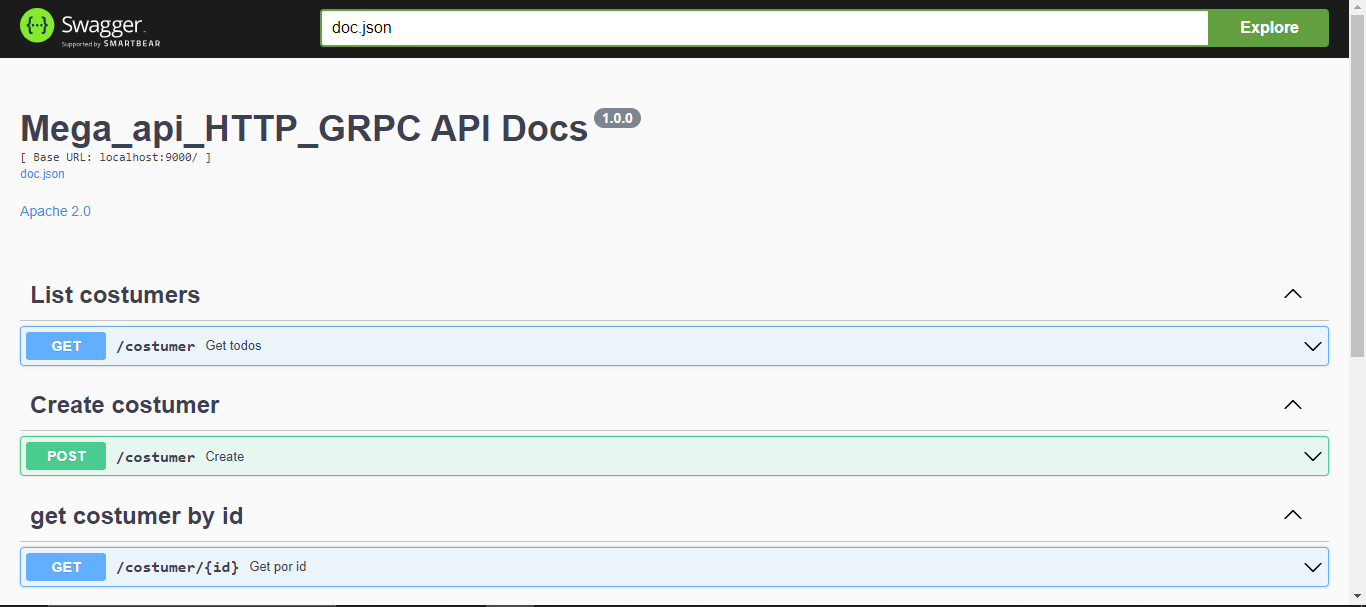 Swagger
Supported by SMARTBEAR
doc.json
Explore
Mega_api_HTTP_GRPC API Docs 1.0.0
[ Base URL: localhost:9000/ ]
doc.json
Apache 2.0
List costumers
GET /costumer Get todos
Create costumer
POST /costumer Create
get costumer by id
GET /costumer/{id} Get por id